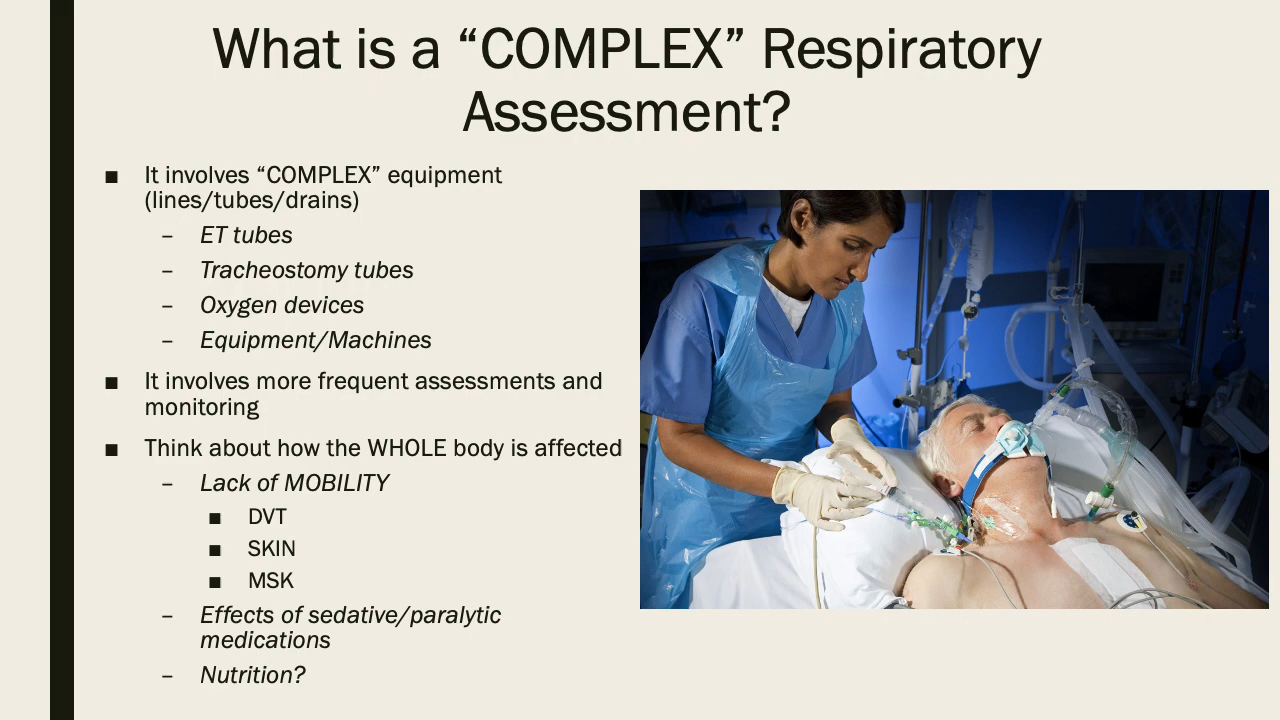 What is a “COMPLEX” Respiratory
Assessment?
■ It involves “COMPLEX” equipment
(lines/tubes/drains)
– ET tubes
– Tracheostomy tubes
– Oxygen devices
– Equipment/Machines
■ It involves more frequent assessments and
monitoring
■ Think about how the WHOLE body is affected
– Lack of MOBILITY
■ DVT
■ SKIN
■ MSK
– Effects of sedative/paralytic
medications
– Nutrition?